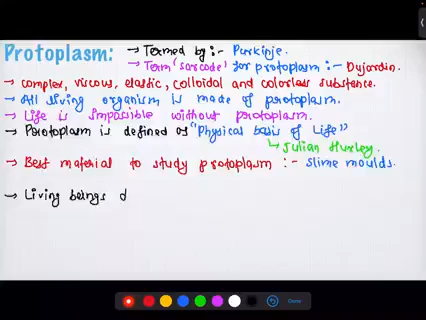 Protoplasm:
→ Termed by :- Purkinje.
→ Term (sarcode) for protoplasm :- Dujardin.
→ complex, viscous, elastic, colloidal and colorless substance.
→ All living organism is made of protoplasm.
→ Life is impossible without protoplasm.
→ Protoplasm is defined as "Physical basis of Life"
↳ Julian Huxley.
→ Best material to study protoplasm :- slime moulds.
→ Living beings d
Done